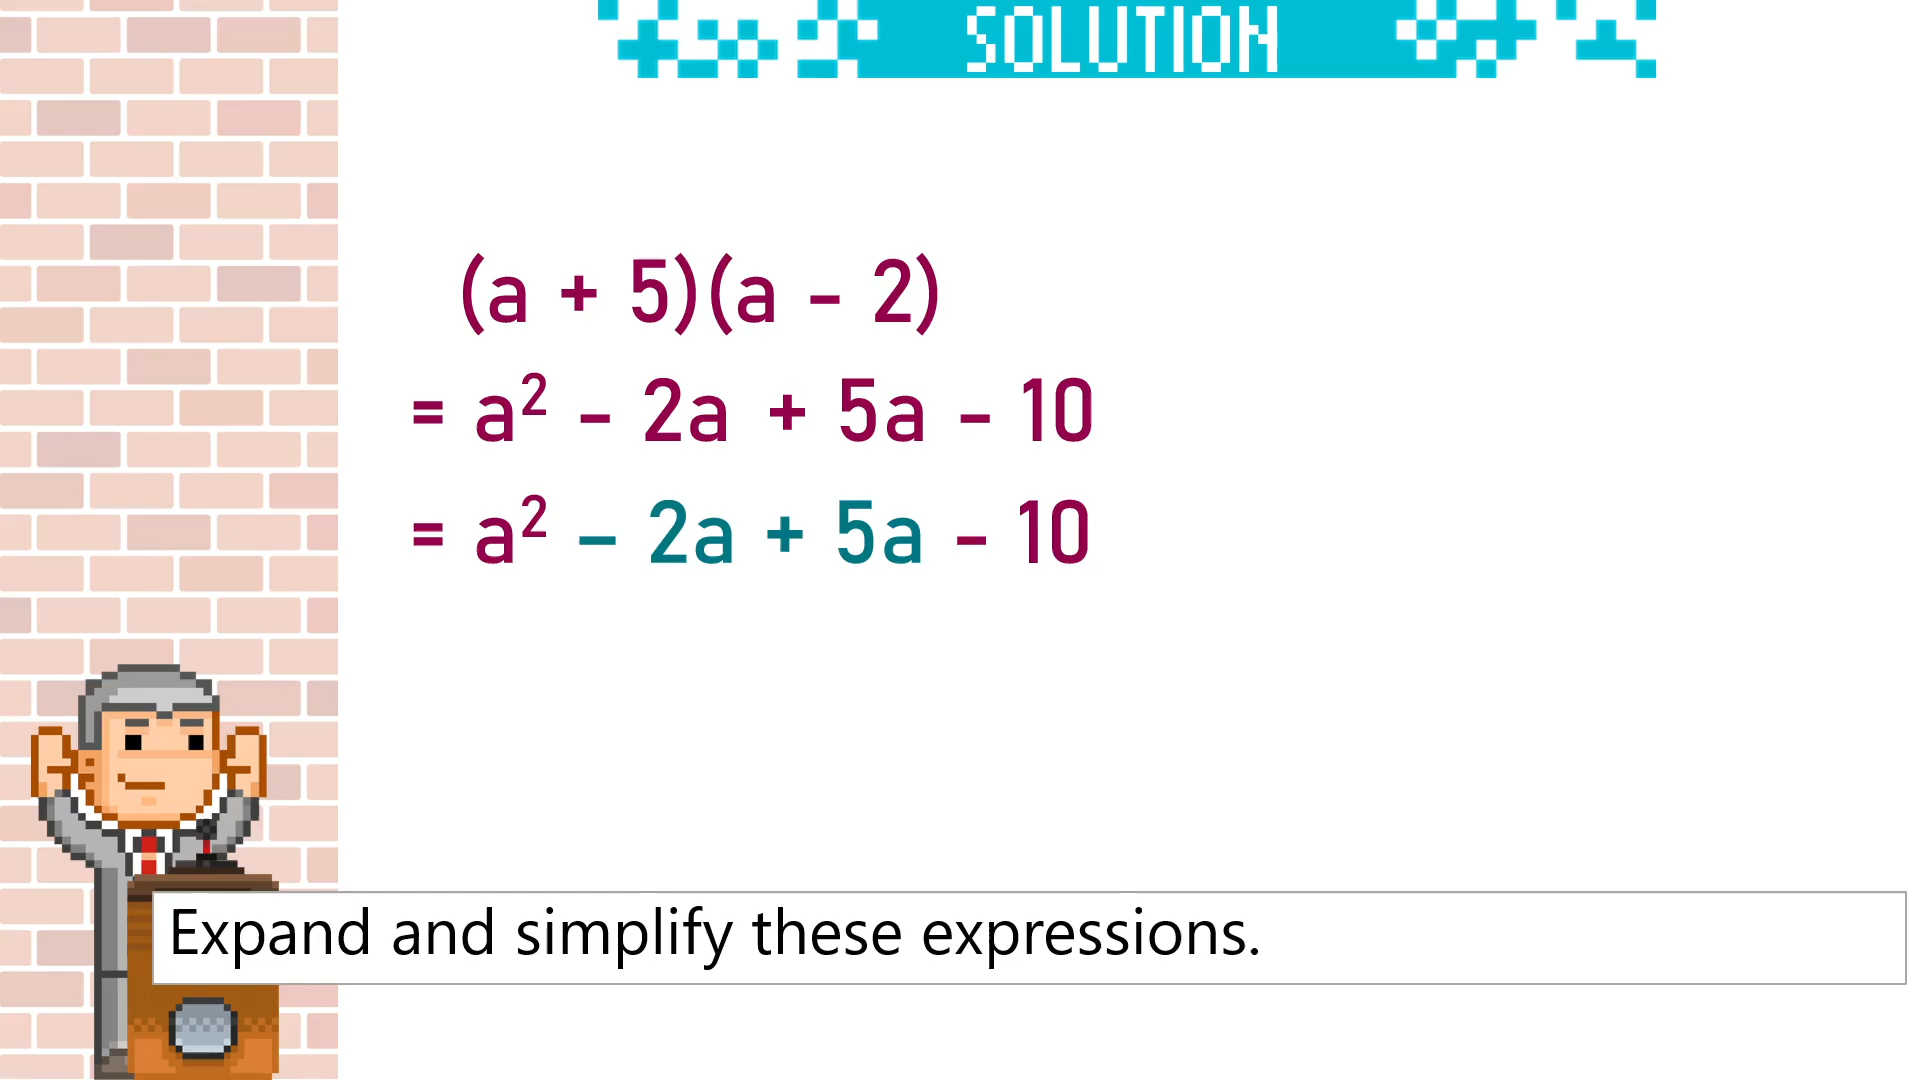 SOLUTION
(a + 5)(a - 2)
= a² - 2a + 5a - 10
= a² – 2a + 5a - 10
Expand and simplify these expressions.